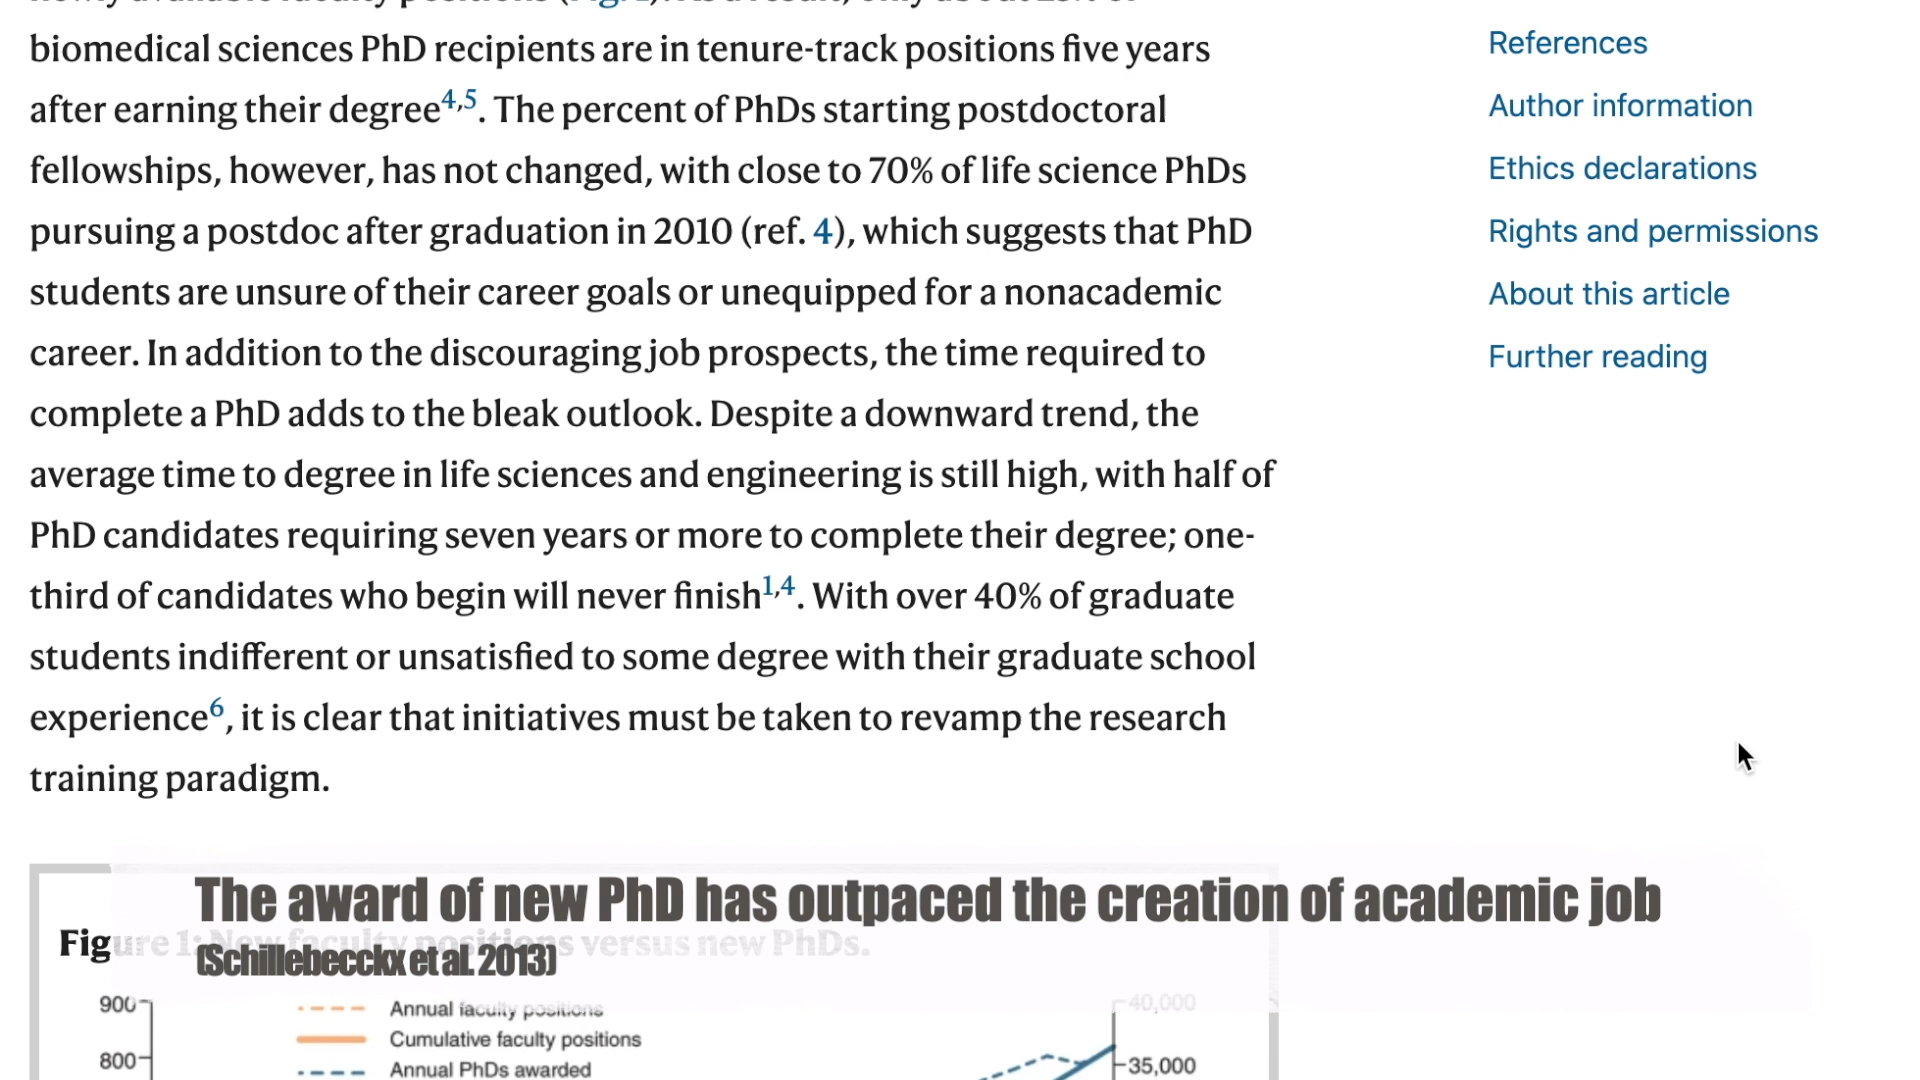 biomedical sciences PhD recipients are in tenure-track positions five years
after earning their degree4,5. The percent of PhDs starting postdoctoral
fellowships, however, has not changed, with close to 70% of life science PhDs
pursuing a postdoc after graduation in 2010 (ref. 4), which suggests that PhD
students are unsure of their career goals or unequipped for a nonacademic
career. In addition to the discouraging job prospects, the time required to
complete a PhD adds to the bleak outlook. Despite a downward trend, the
average time to degree in life sciences and engineering is still high, with half of
PhD candidates requiring seven years or more to complete their degree; one-
third of candidates who begin will never finish1,4. With over 40% of graduate
students indifferent or unsatisfied to some degree with their graduate school
experience6, it is clear that initiatives must be taken to revamp the research
training paradigm.
References
Author information
Ethics declarations
Rights and permissions
About this article
Further reading
The award of new PhD has outpaced the creation of academic job
Figure 1: New faculty positions versus new PhDs.
(Schillebecckx et al. 2013)
900
Annual faculty positions
40,000
Cumulative faculty positions
800
Annual PhDs awarded
35,000